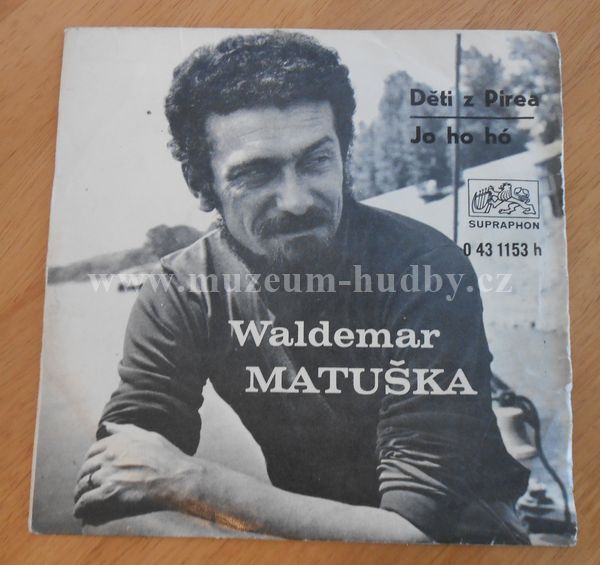 Děti z Pirea
Jo ho hó
SUPRAPHON
0 43 1153 h
www.muzeum-hudby.cz
Waldemar
MATUŠKA